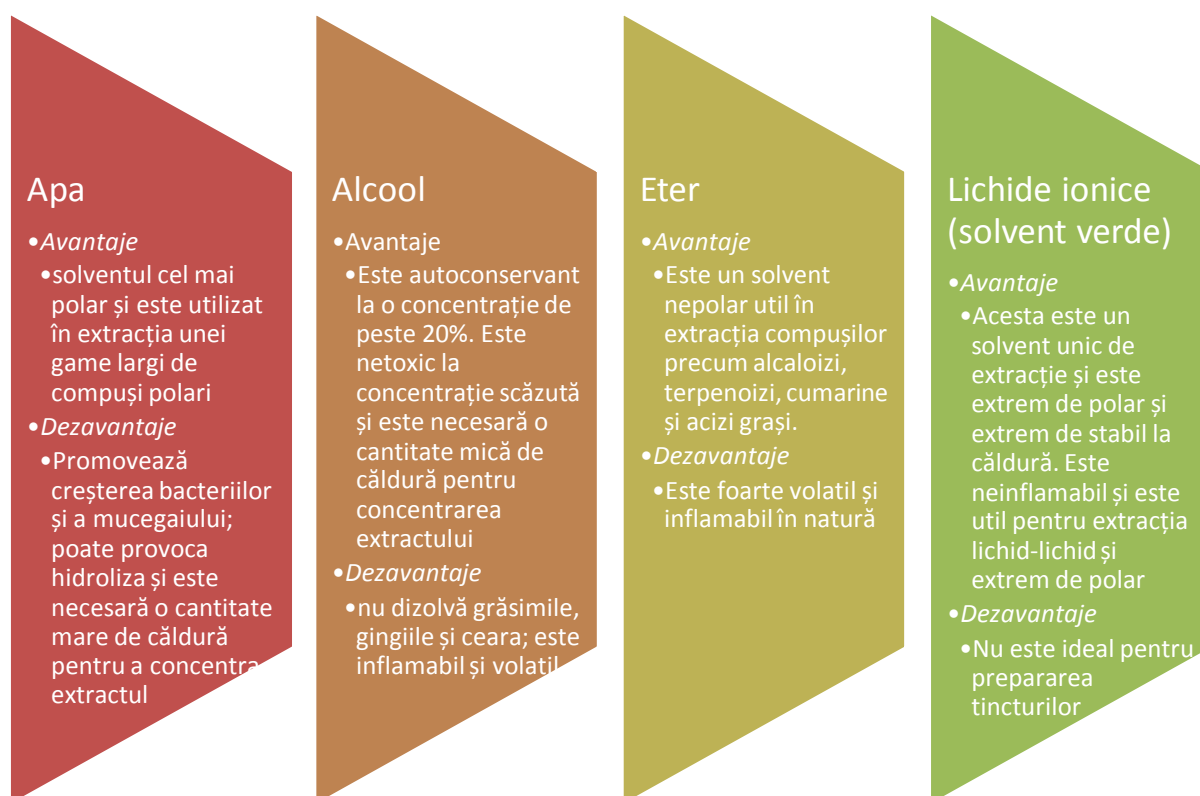 Apa
•Avantaje
•solventul cel mai
polar și este utilizat
în extracția unei
game largi de
compuși polari
•Dezavantaje
•Promovează
creșterea bacteriilor
și a mucegaiului;
poate provoca
hidroliza și este
necesară o cantitate
mare de căldură
pentru a concentra
extractul
Alcool
•Avantaje
•Este autoconservant
la o concentrație de
peste 20%. Este
netoxic la
concentrație scăzută
și este necesară o
cantitate mică de
căldură pentru
concentrarea
extractului
•Dezavantaje
•nu dizolvă grăsimile,
gingiile și ceara; este
inflamabil și volatil
Eter
•Avantaje
•Este un solvent
nepolar util în
extracția compușilor
precum alcaloizi,
terpenoizi, cumarine
și acizi grași.
•Dezavantaje
•Este foarte volatil și
inflamabil în natură
Lichide ionice
(solvent verde)
•Avantaje
•Acesta este un
solvent unic de
extracție și este
extrem de polar și
extrem de stabil la
căldură. Este
neinflamabil și este
util pentru extracția
lichid-lichid și
extrem de polar
•Dezavantaje
•Nu este ideal pentru
prepararea
tincturilor